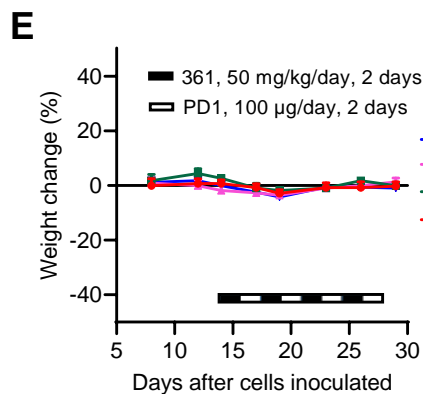 E
361, 50 mg/kg/day, 2 days
PD1, 100 µg/day, 2 days
Weight change (%)
40
20
0
-20
-40
5 10 15 20 25 30
Days after cells inoculated